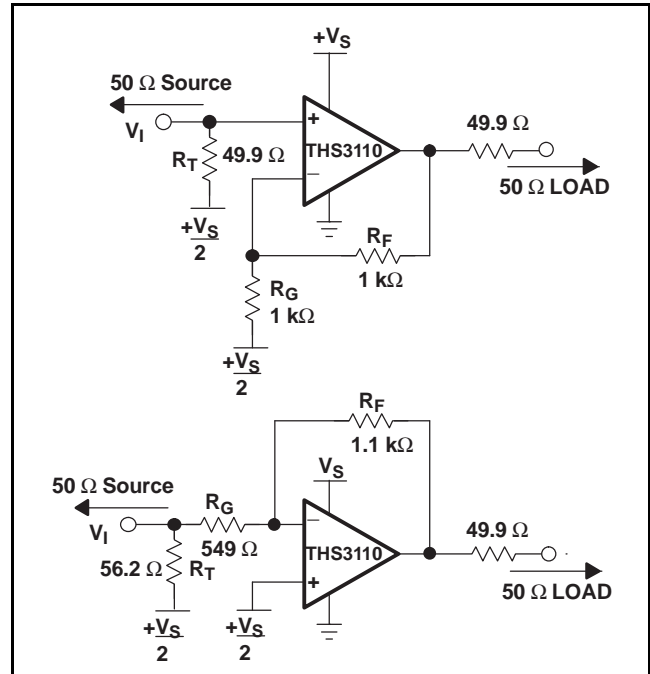 +VS
50 Ω Source
VI
+
THS3110
−
49.9 Ω
RT
49.9 Ω
50 Ω LOAD
+VS
2
RF
1 kΩ
RG
1 kΩ
+VS
2
RF
1.1 kΩ
VS
50 Ω Source
RG
VI
−
549 Ω
THS3110
49.9 Ω
56.2 Ω
RT
+
50 Ω LOAD
+VS
2
+VS
2